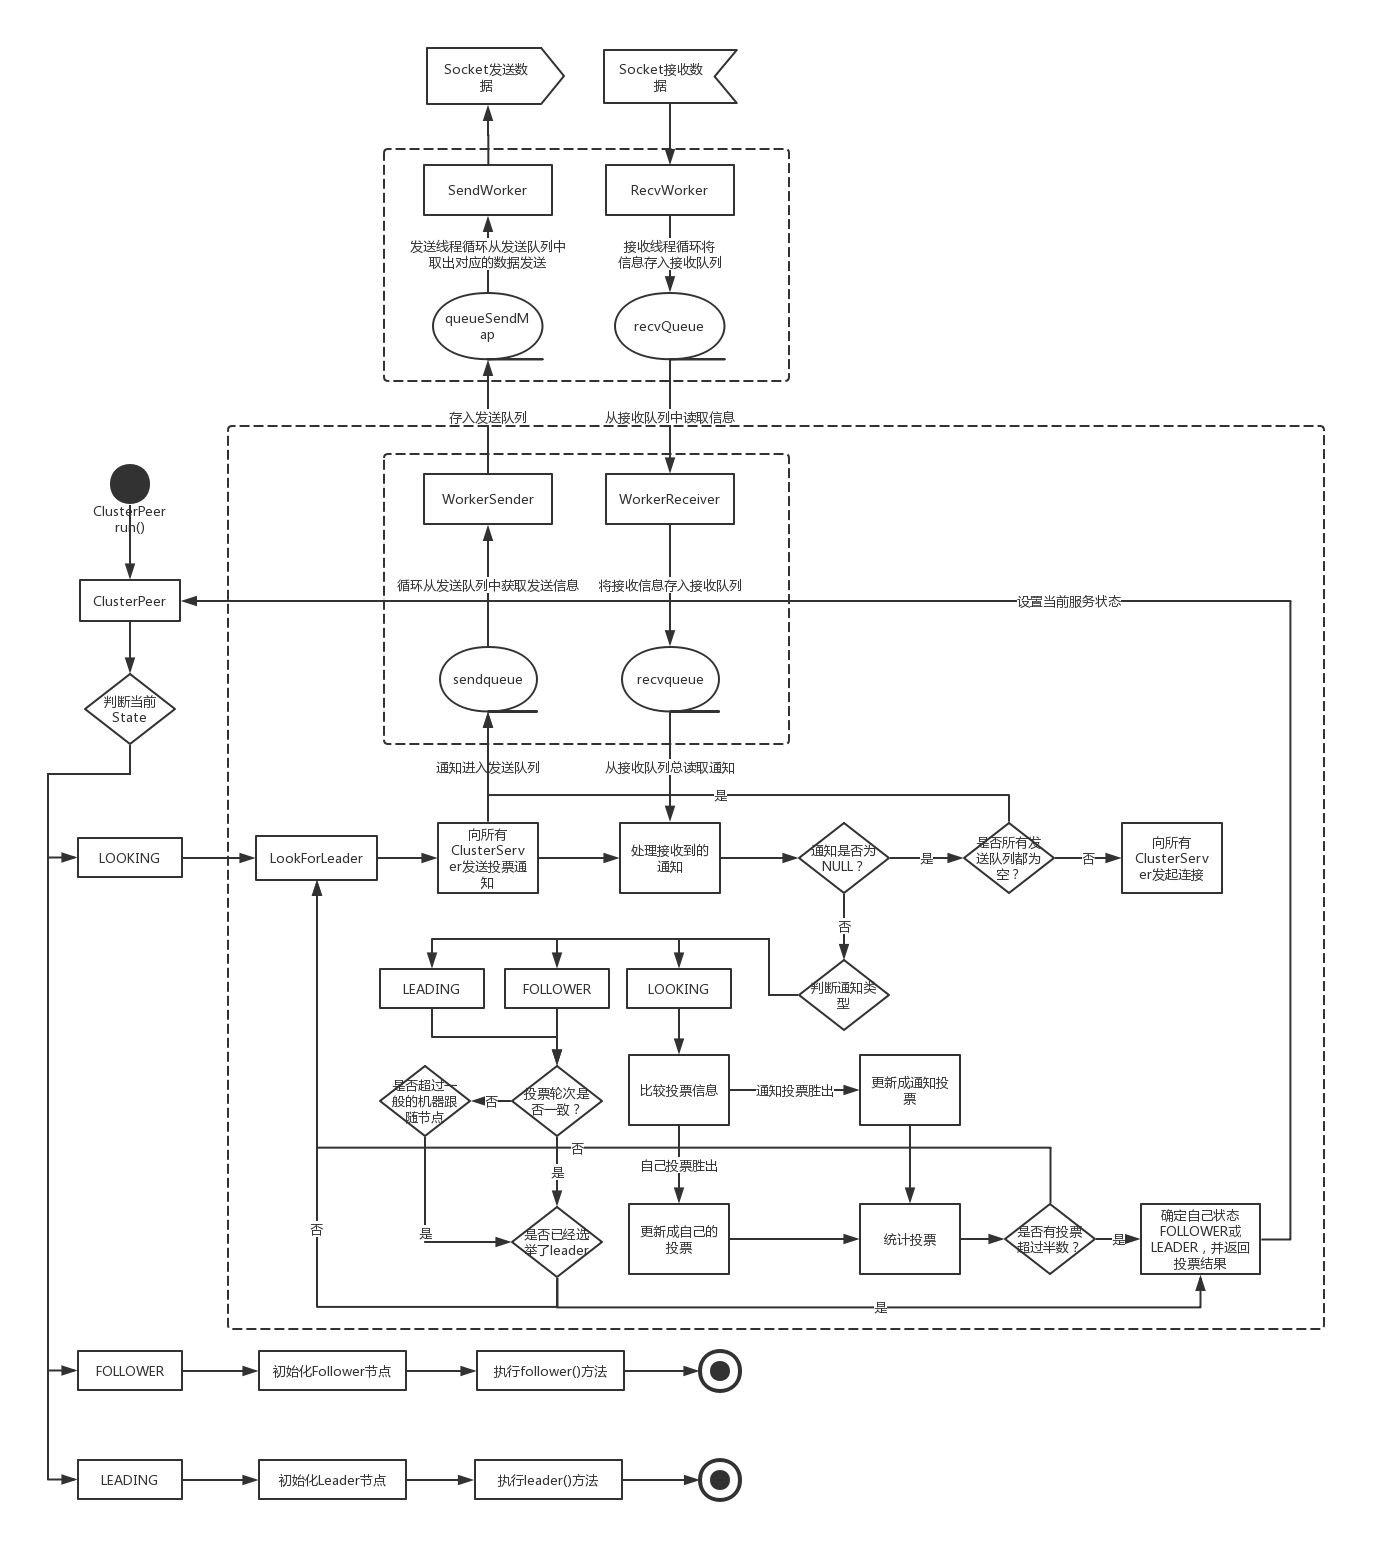 Socket发送数
据
Socket接收数
据
SendWorker
RecvWorker
发送线程循环从发送队列中
取出对应的数据发送
接收线程循环将
信息存入接收队列
queueSendM
ap
recvQueue
存入发送队列
从接收队列中读取信息
WorkerSender
WorkerReceiver
ClusterPeer
run()
循环从发送队列中获取发送信息
将接收信息存入接收队列
ClusterPeer
设置当前服务状态
sendqueue
recvqueue
判断当前
State
通知进入发送队列
从接收队列总读取通知
是
LOOKING
LookForLeader
向所有
ClusterServ
er发送投票通
知
处理接收到的
通知
通知是否为
NULL？
是
是否所有发
送队列都为
空？
否
向所有
ClusterServ
er发起连接
否
LEADING
FOLLOWER
LOOKING
判断通知类
型
是否超过一
般的机器跟
随节点
否
投票轮次是
否一致？
比较投票信息
通知投票胜出
更新成通知投
票
否
是
自己投票胜出
否
是
是否已经选
举了leader
更新成自己的
投票
统计投票
是否有投票
超过半数？
是
确定自己状态
FOLLOWER或
LEADER，并返回
投票结果
是
FOLLOWER
初始化Follower节点
执行follower()方法
LEADING
初始化Leader节点
执行leader()方法